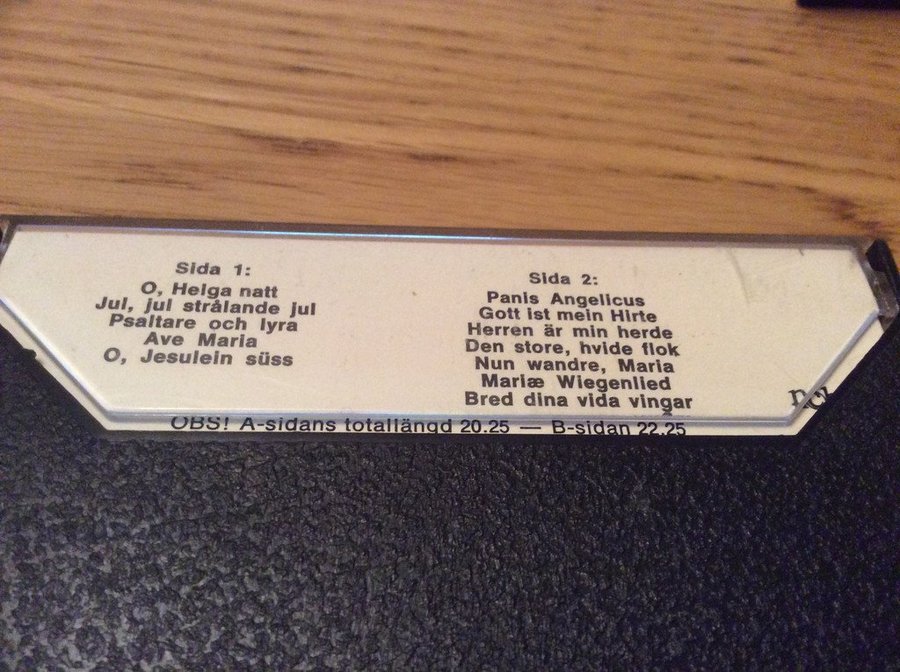 Sida 1:
O, Helga natt
Jul, jul strålande jul
Psaltare och lyra
Ave Maria
O, Jesulein süss
Sida 2:
Panis Angelicus
Gott ist mein Hirte
Herren är min herde
Den store, hvide flok
Nun wandre, Maria
Mariæ Wiegenlied
Bred dina vida vingar
OBS! A-sidans totallängd 20.25 — B-sidan 22.25